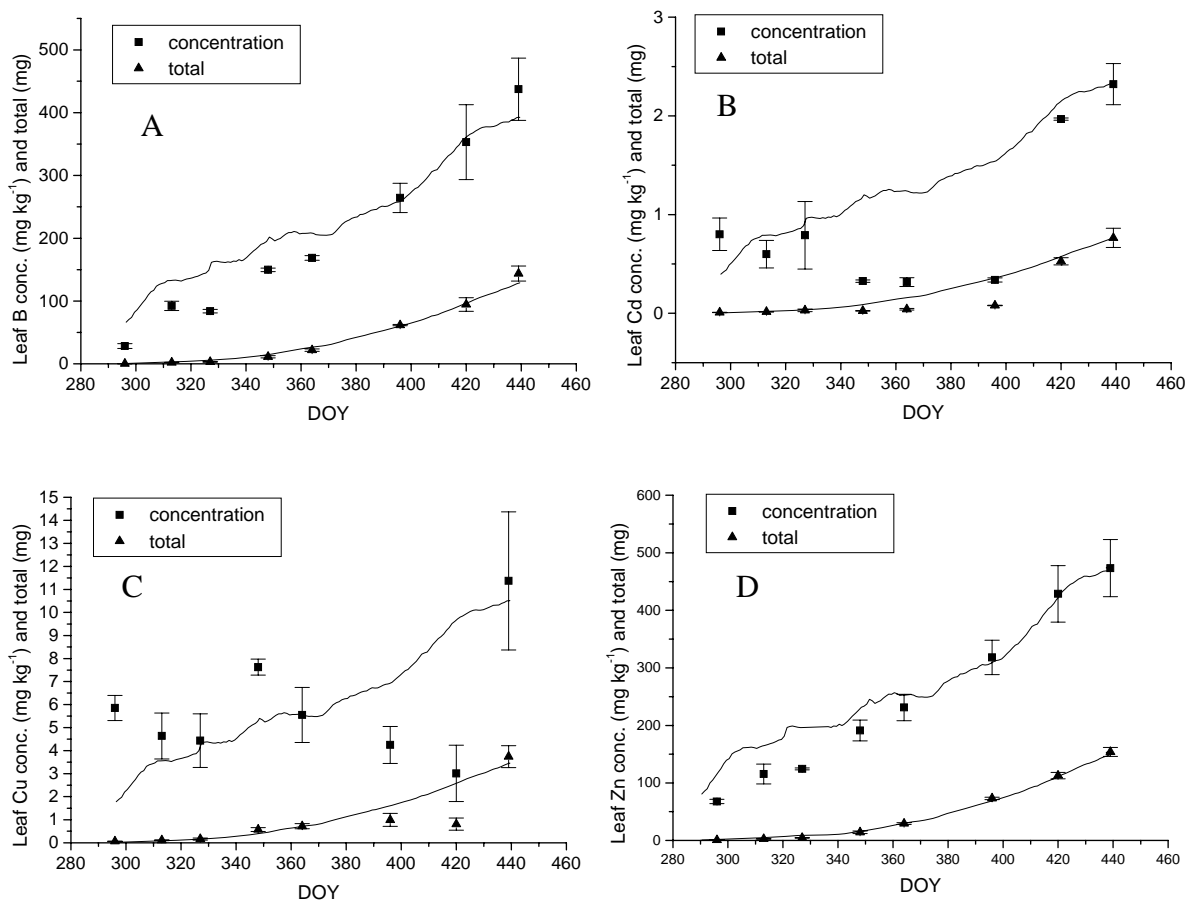 concentration
total
A
Leaf B conc. (mg kg⁻¹) and total (mg)
500
400
300
200
100
0
280 300 320 340 360 380 400 420 440 460
DOY
concentration
total
B
Leaf Cd conc. (mg kg⁻¹) and total (mg)
3
2
1
0
280 300 320 340 360 380 400 420 440 460
DOY
concentration
total
C
Leaf Cu conc. (mg kg⁻¹) and total (mg)
15
14
13
12
11
10
9
8
7
6
5
4
3
2
1
0
280 300 320 340 360 380 400 420 440 460
DOY
concentration
total
D
Leaf Zn conc. (mg kg⁻¹) and total (mg)
600
500
400
300
200
100
0
280 300 320 340 360 380 400 420 440 460
DOY